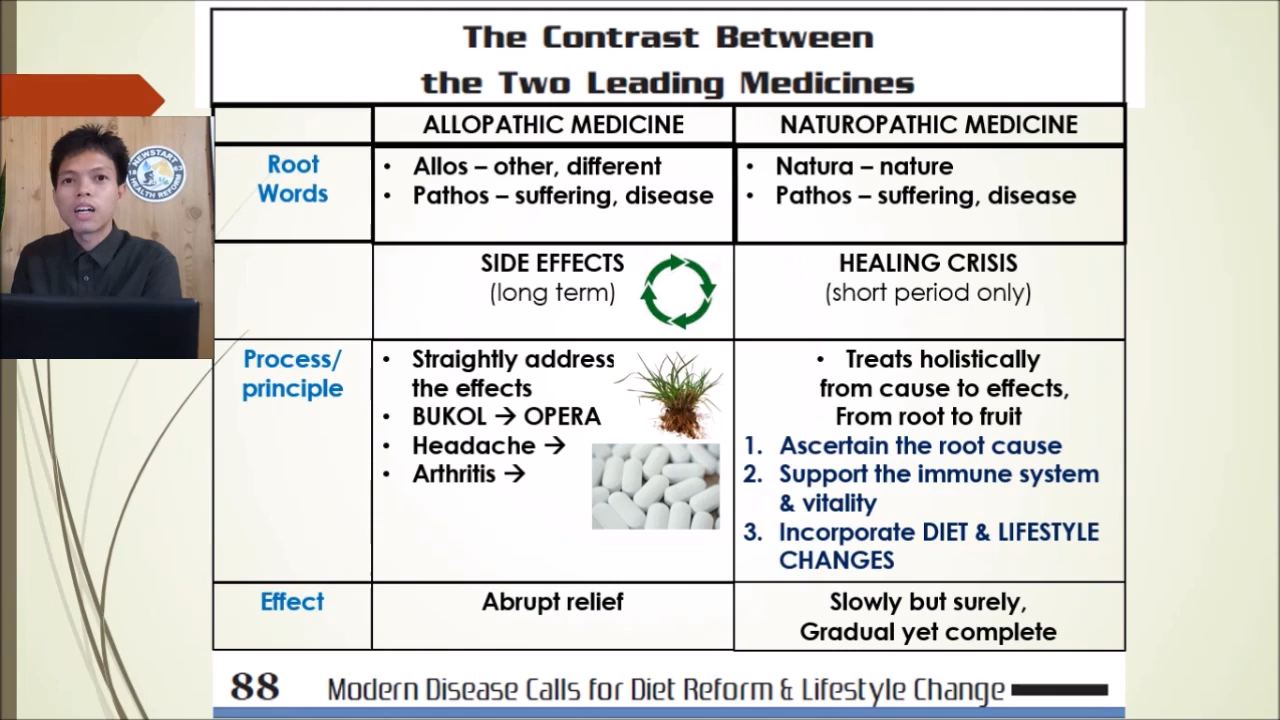 The Contrast Between
the Two Leading Medicines
ALLOPATHIC MEDICINE
NATUROPATHIC MEDICINE
Root
Words
• Allos – other, different
• Pathos – suffering, disease
• Natura – nature
• Pathos – suffering, disease
SIDE EFFECTS
(long term)
HEALING CRISIS
(short period only)
Process/
principle
• Straightly address
the effects
• BUKOL → OPERA
• Headache →
• Arthritis →
• Treats holistically
from cause to effects,
From root to fruit
1. Ascertain the root cause
2. Support the immune system
& vitality
3. Incorporate DIET & LIFESTYLE
CHANGES
Effect
Abrupt relief
Slowly but surely,
Gradual yet complete
88 Modern Disease Calls for Diet Reform & Lifestyle Change
NEWSTART
HEALTH REFORM